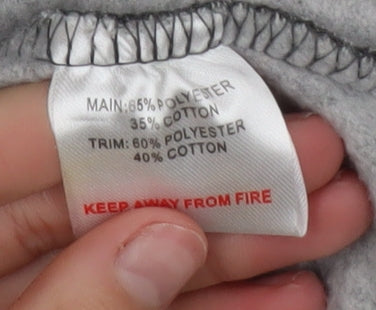 MAIN:65% POLYESTER
35% COTTON
TRIM: 60% POLYESTER
40% COTTON
KEEP AWAY FROM FIRE